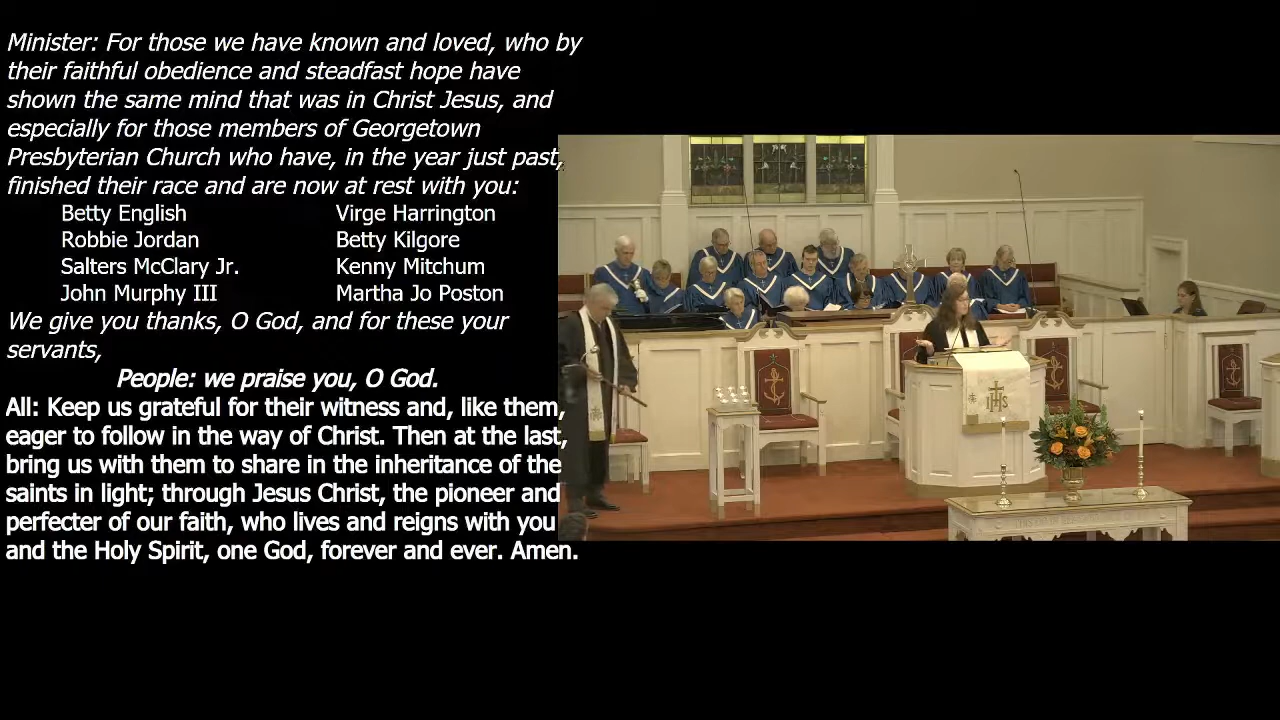 Minister: For those we have known and loved, who by
their faithful obedience and steadfast hope have
shown the same mind that was in Christ Jesus, and
especially for those members of Georgetown
Presbyterian Church who have, in the year just past,
finished their race and are now at rest with you:
Betty English Virge Harrington
Robbie Jordan Betty Kilgore
Salters McClary Jr. Kenny Mitchum
John Murphy III Martha Jo Poston
We give you thanks, O God, and for these your
servants,
People: we praise you, O God.
All: Keep us grateful for their witness and, like them,
eager to follow in the way of Christ. Then at the last,
bring us with them to share in the inheritance of the
saints in light; through Jesus Christ, the pioneer and
perfecter of our faith, who lives and reigns with you
and the Holy Spirit, one God, forever and ever. Amen.
IHS